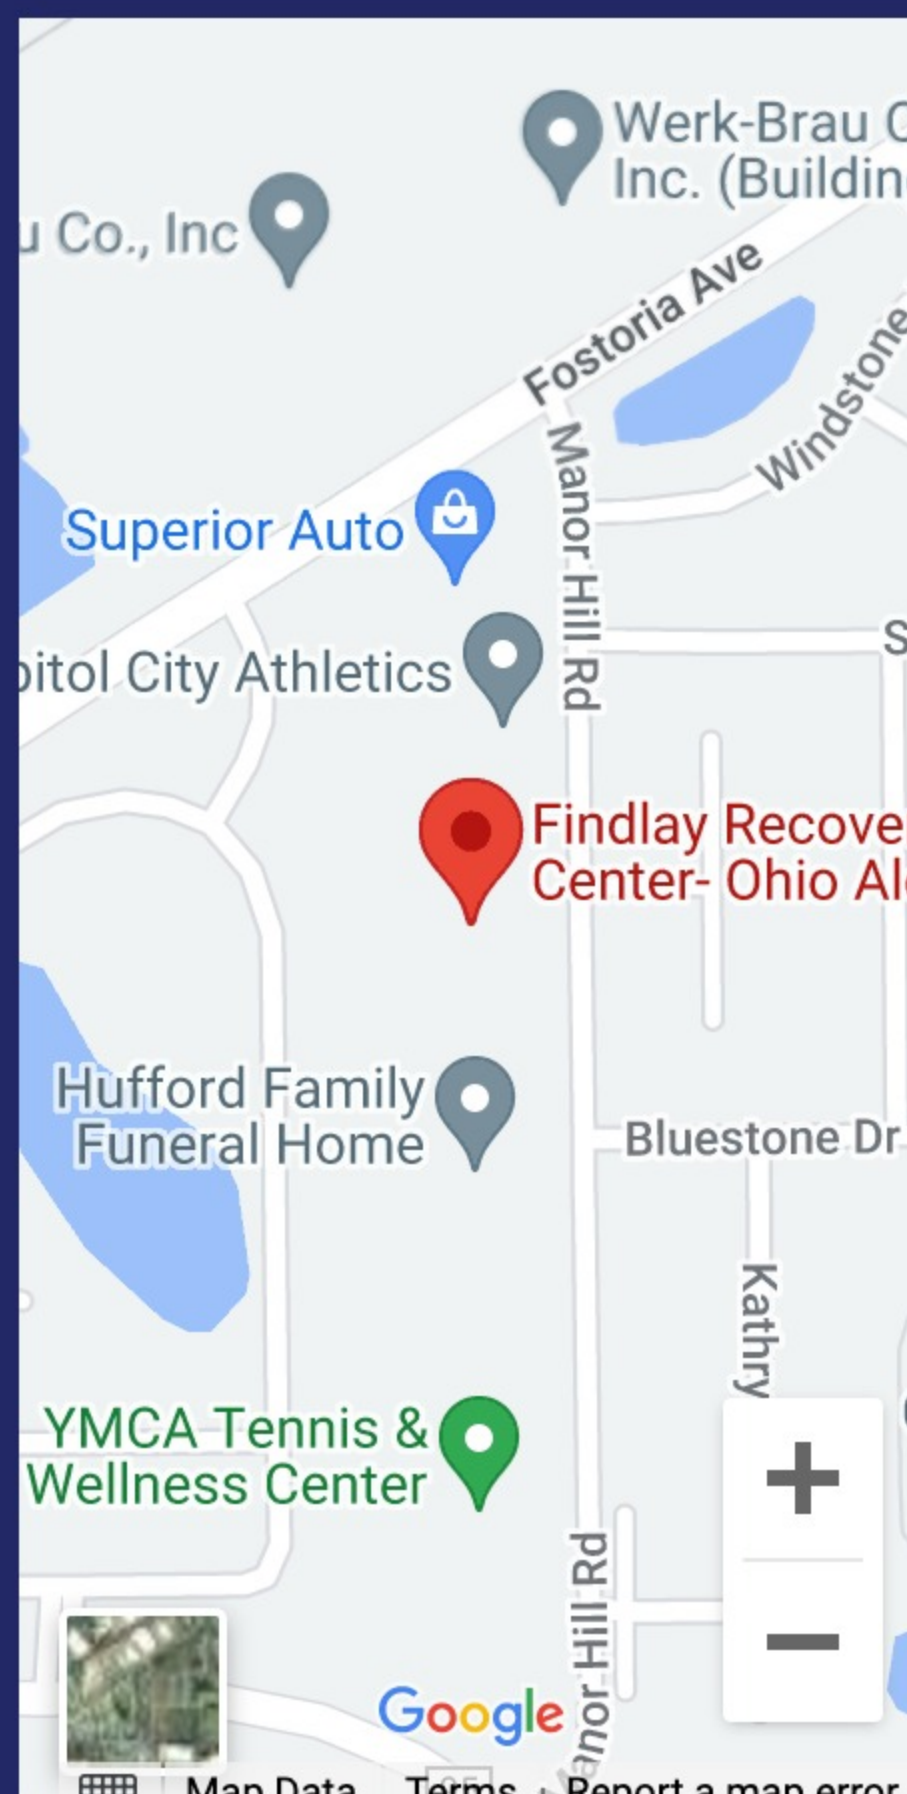 Werk-Brau C
Inc. (Buildin
u Co., Inc
Fostoria Ave
Windstone
Manor Hill Rd
Superior Auto
pitol City Athletics
S
Findlay Recove
Center- Ohio Al
Hufford Family
Funeral Home
Bluestone Dr
Kathry
YMCA Tennis &
Wellness Center
Manor Hill Rd
Google
Map Data
Terms
Report a map error